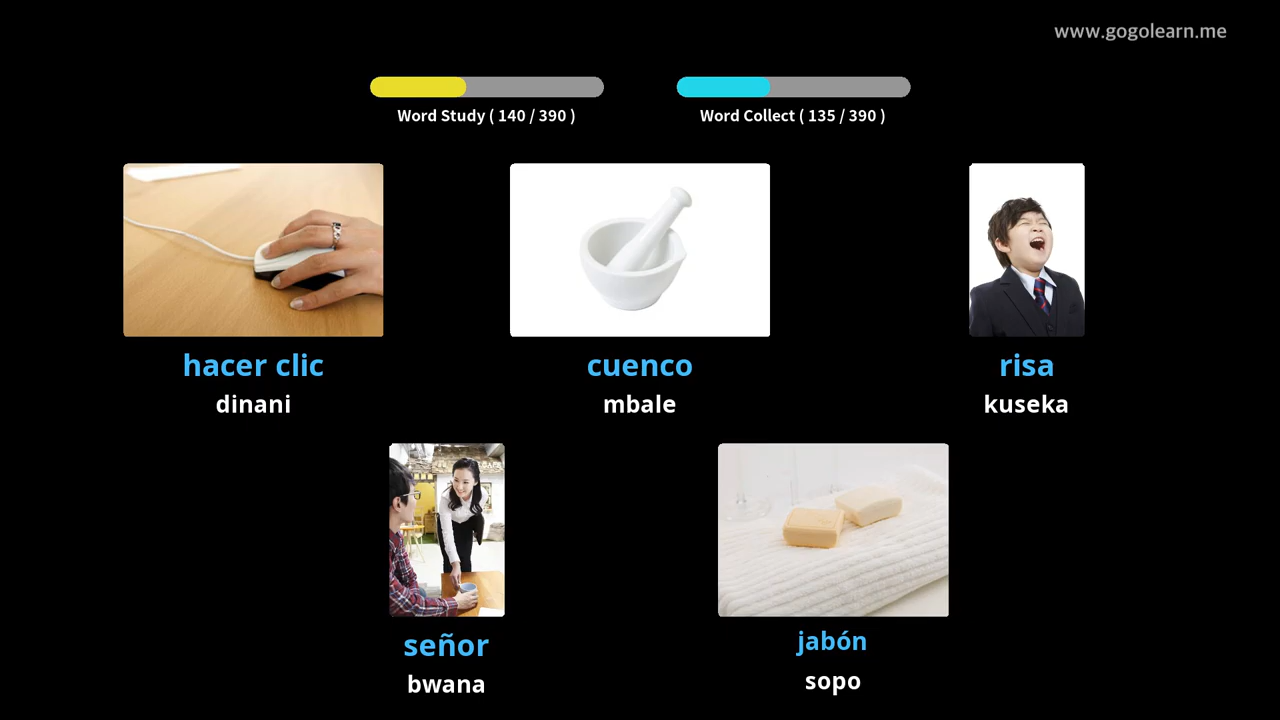 www.gogolearn.me
Word Study ( 140 / 390 )
Word Collect ( 135 / 390 )
hacer clic
dinani
cuenco
mbale
risa
kuseka
señor
bwana
jabón
sopo